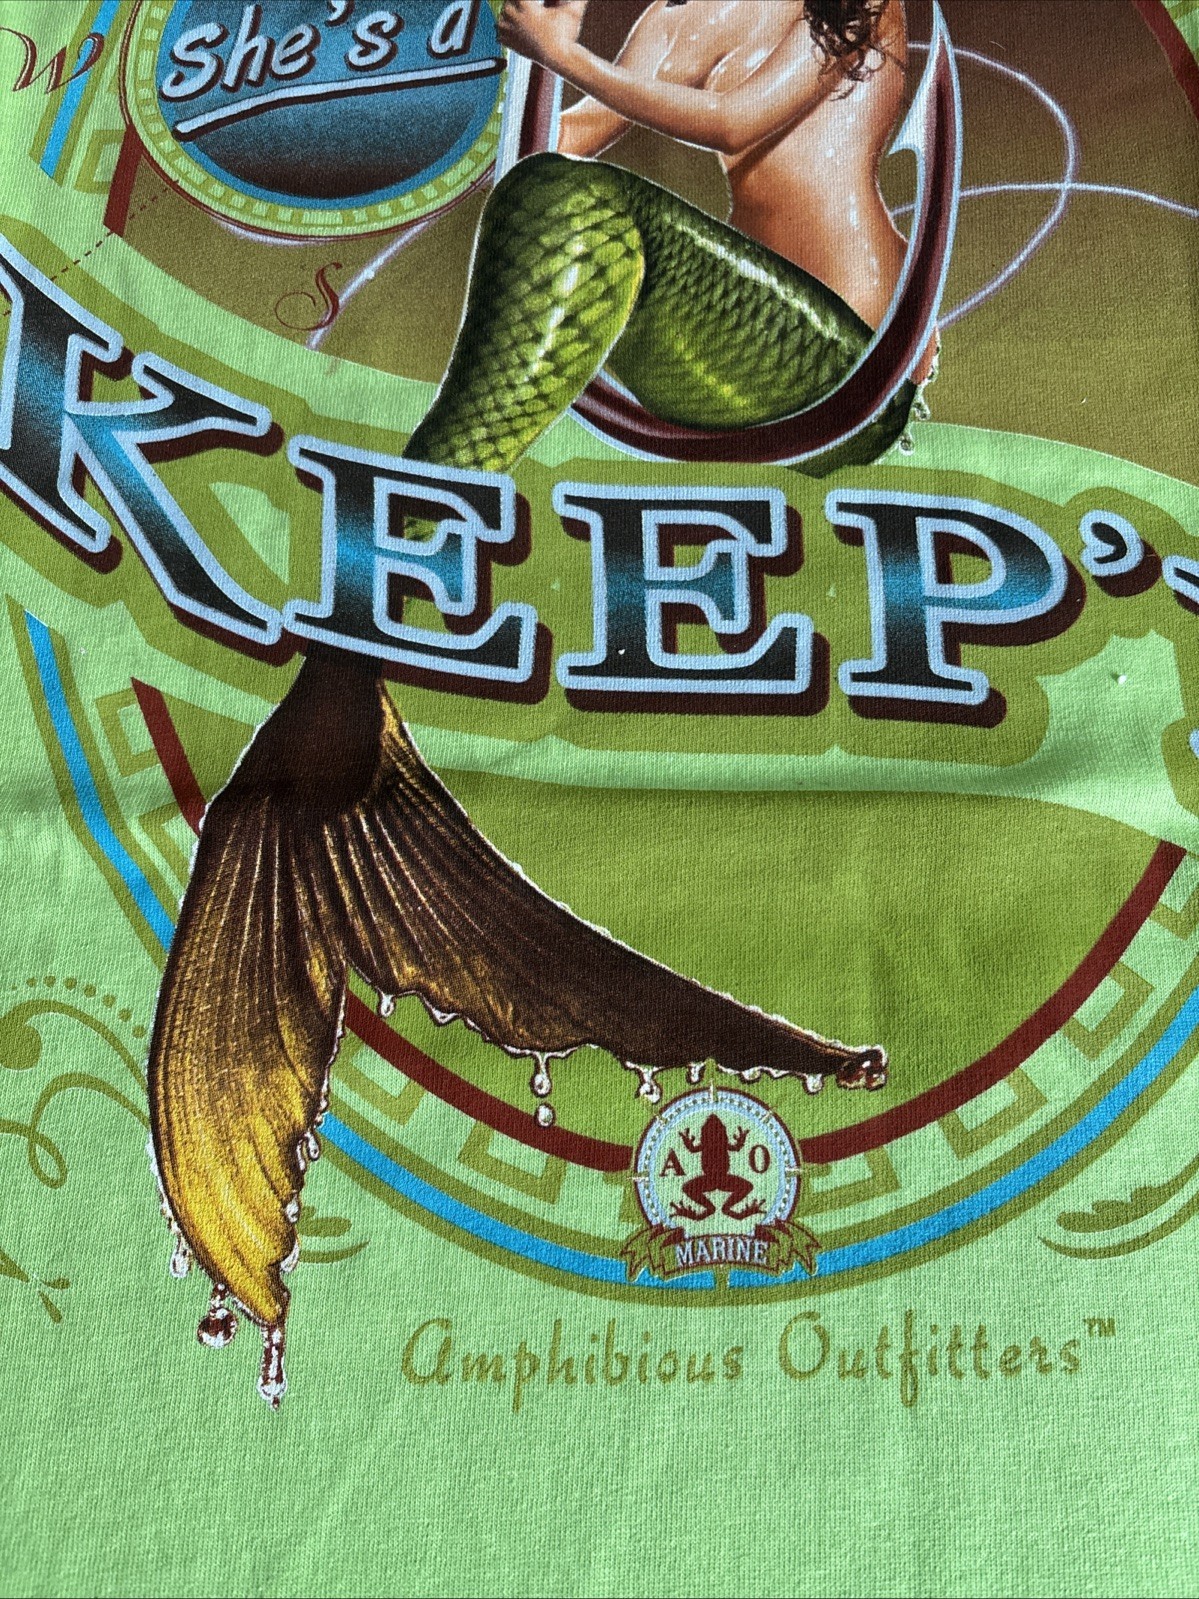 W
She's a
S
KEEP'
A O
MARINE
Amphibious Outfitters™